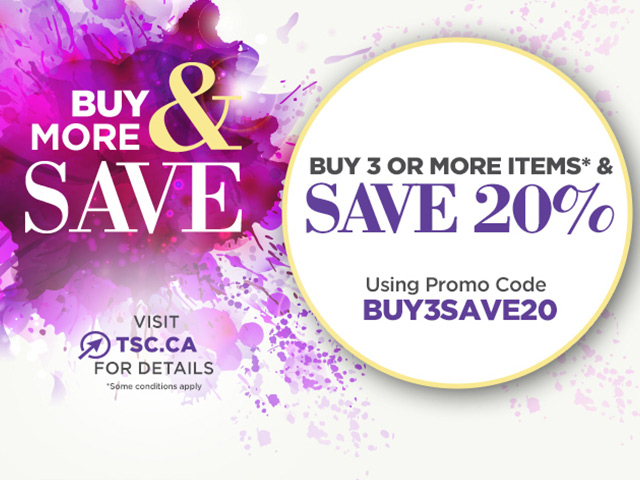 BUY
MORE &
SAVE
VISIT
TSC.CA
FOR DETAILS
*Some conditions apply
BUY 3 OR MORE ITEMS* &
SAVE 20%
Using Promo Code
BUY3SAVE20